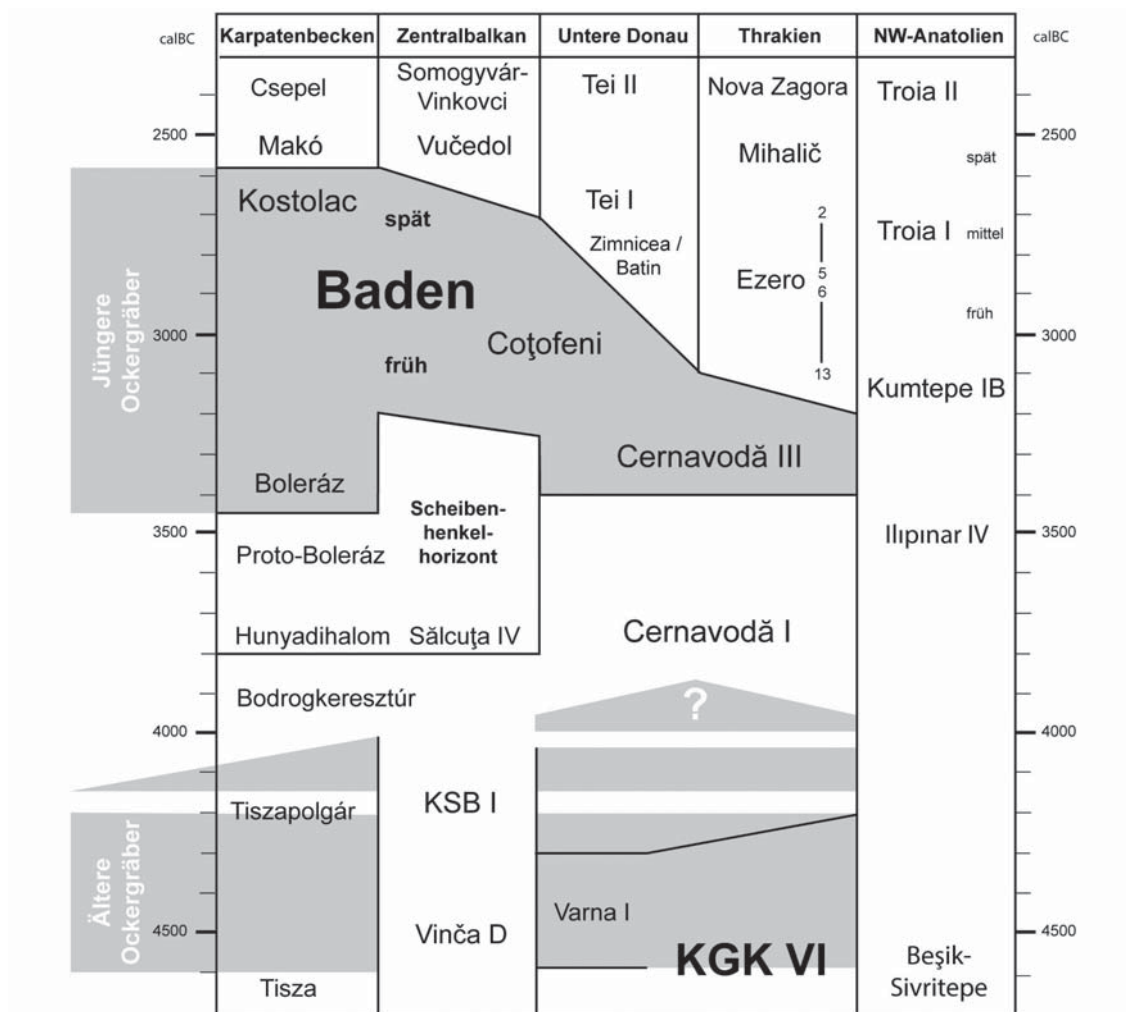 calBC
Karpatenbecken
Zentralbalkan
Untere Donau
Thrakien
NW-Anatolien
calBC
Csepel
Somogyvár-
Vinkovci
Tei II
Nova Zagora
Troia II
2500
Makó
Vučedol
Mihalič
spät
2500
Kostolac
spät
Tei I
2
Troia I
mittel
Zimnicea /
Batin
Baden
Ezero
5
6
früh
3000
Coţofeni
3000
früh
13
Kumtepe IB
Jüngere
Ockergräber
Cernavodă III
Boleráz
3500
Scheiben-
henkel-
horizont
Ilıpınar IV
3500
Proto-Boleráz
Hunyadihalom
Sălcuţa IV
Cernavodă I
Bodrogkeresztúr
?
4000
4000
Tiszapolgár
KSB I
Ältere
Ockergräber
4500
Vinča D
Varna I
KGK VI
4500
Beşik-
Sivritepe
Tisza